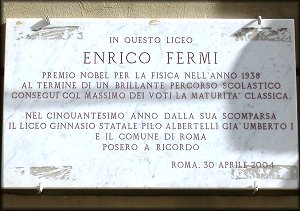 IN QUESTO LICEO
ENRICO FERMI
PREMIO NOBEL PER LA FISICA NELL'ANNO 1938
AL TERMINE DI UN BRILLANTE PERCORSO SCOLASTICO
CONSEGUÌ COL MASSIMO DEI VOTI LA MATURITA' CLASSICA.
NEL CINQUANTESIMO ANNO DALLA SUA SCOMPARSA
IL LICEO GINNASIO STATALE PILO ALBERTELLI GIA' UMBERTO I
E IL COMUNE DI ROMA
POSERO A RICORDO
ROMA, 30 APRILE 2004